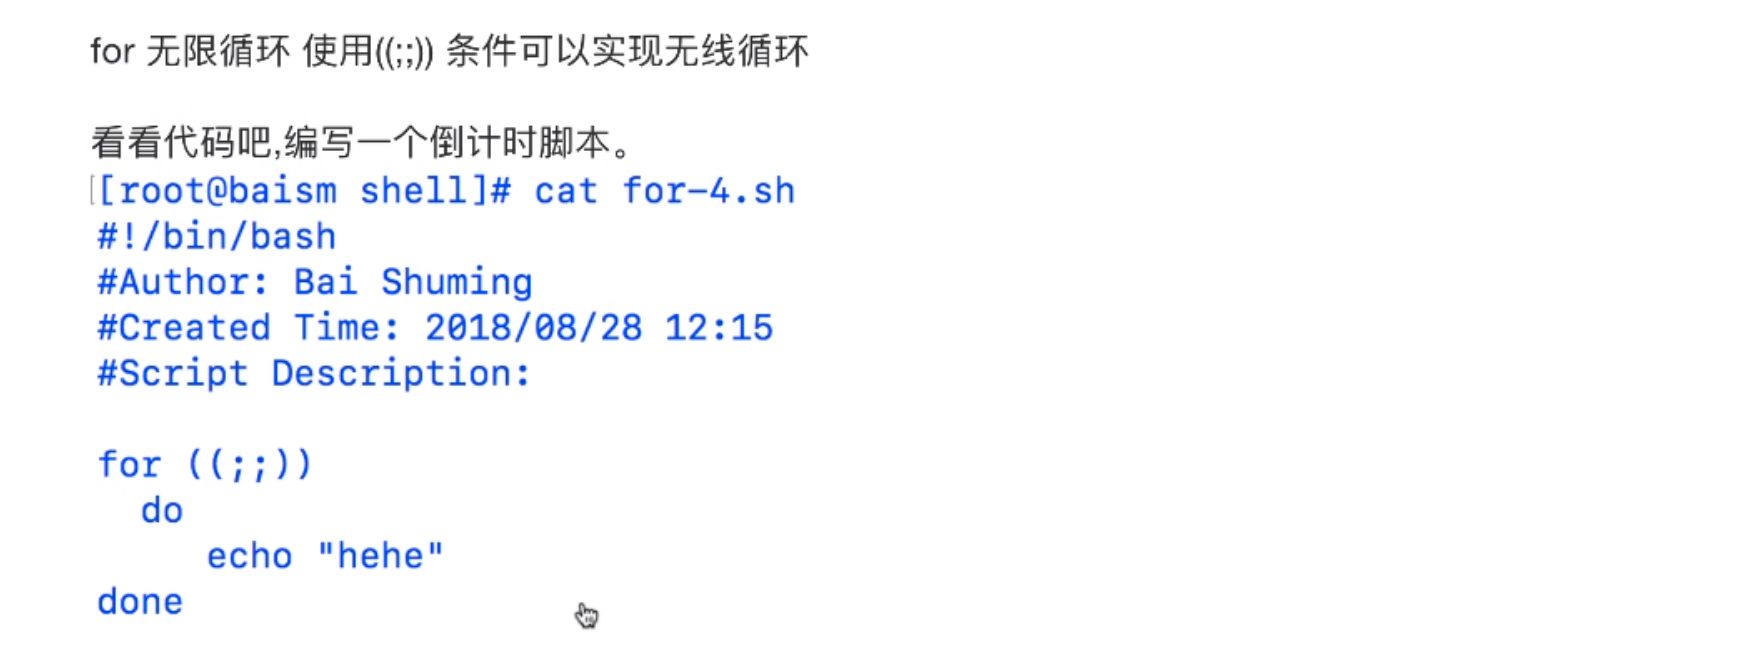 for 无限循环 使用((;;)) 条件可以实现无线循环
看看代码吧,编写一个倒计时脚本。
[[root@baism shell]# cat for-4.sh
#!/bin/bash
#Author: Bai Shuming
#Created Time: 2018/08/28 12:15
#Script Description:
for ((;;))
do
echo "hehe"
done